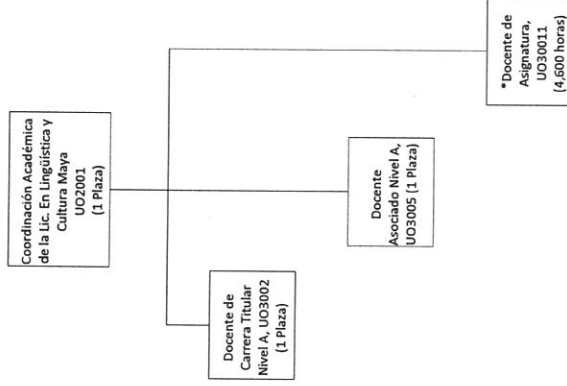 Coordinación Académica
de la Lic. En Lingüística y
Cultura Maya
UO2001
(1 Plaza)
Docente de
Carrera Titular
Nivel A, UO3002
(1 Plaza)
Docente
Asociado Nivel A,
UO3005 (1 Plaza)
*Docente de
Asignatura,
UO30011
(4,600 horas)